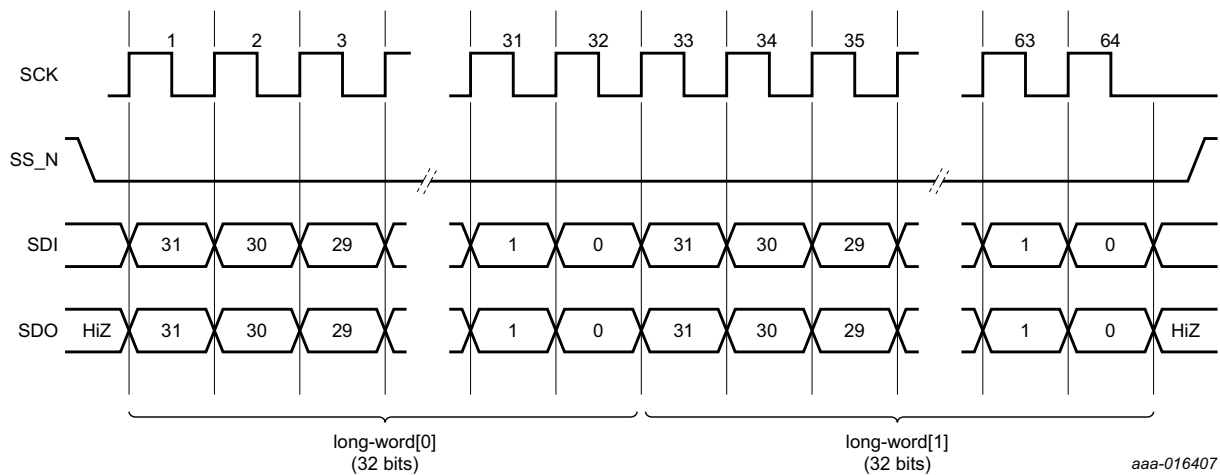 1 2 3 31 32 33 34 35 63 64
SCK
SS_N
SDI 31 30 29 1 0 31 30 29 1 0
SDO HiZ 31 30 29 1 0 31 30 29 1 0 HiZ
long-word[0] long-word[1]
(32 bits) (32 bits)
aaa-016407